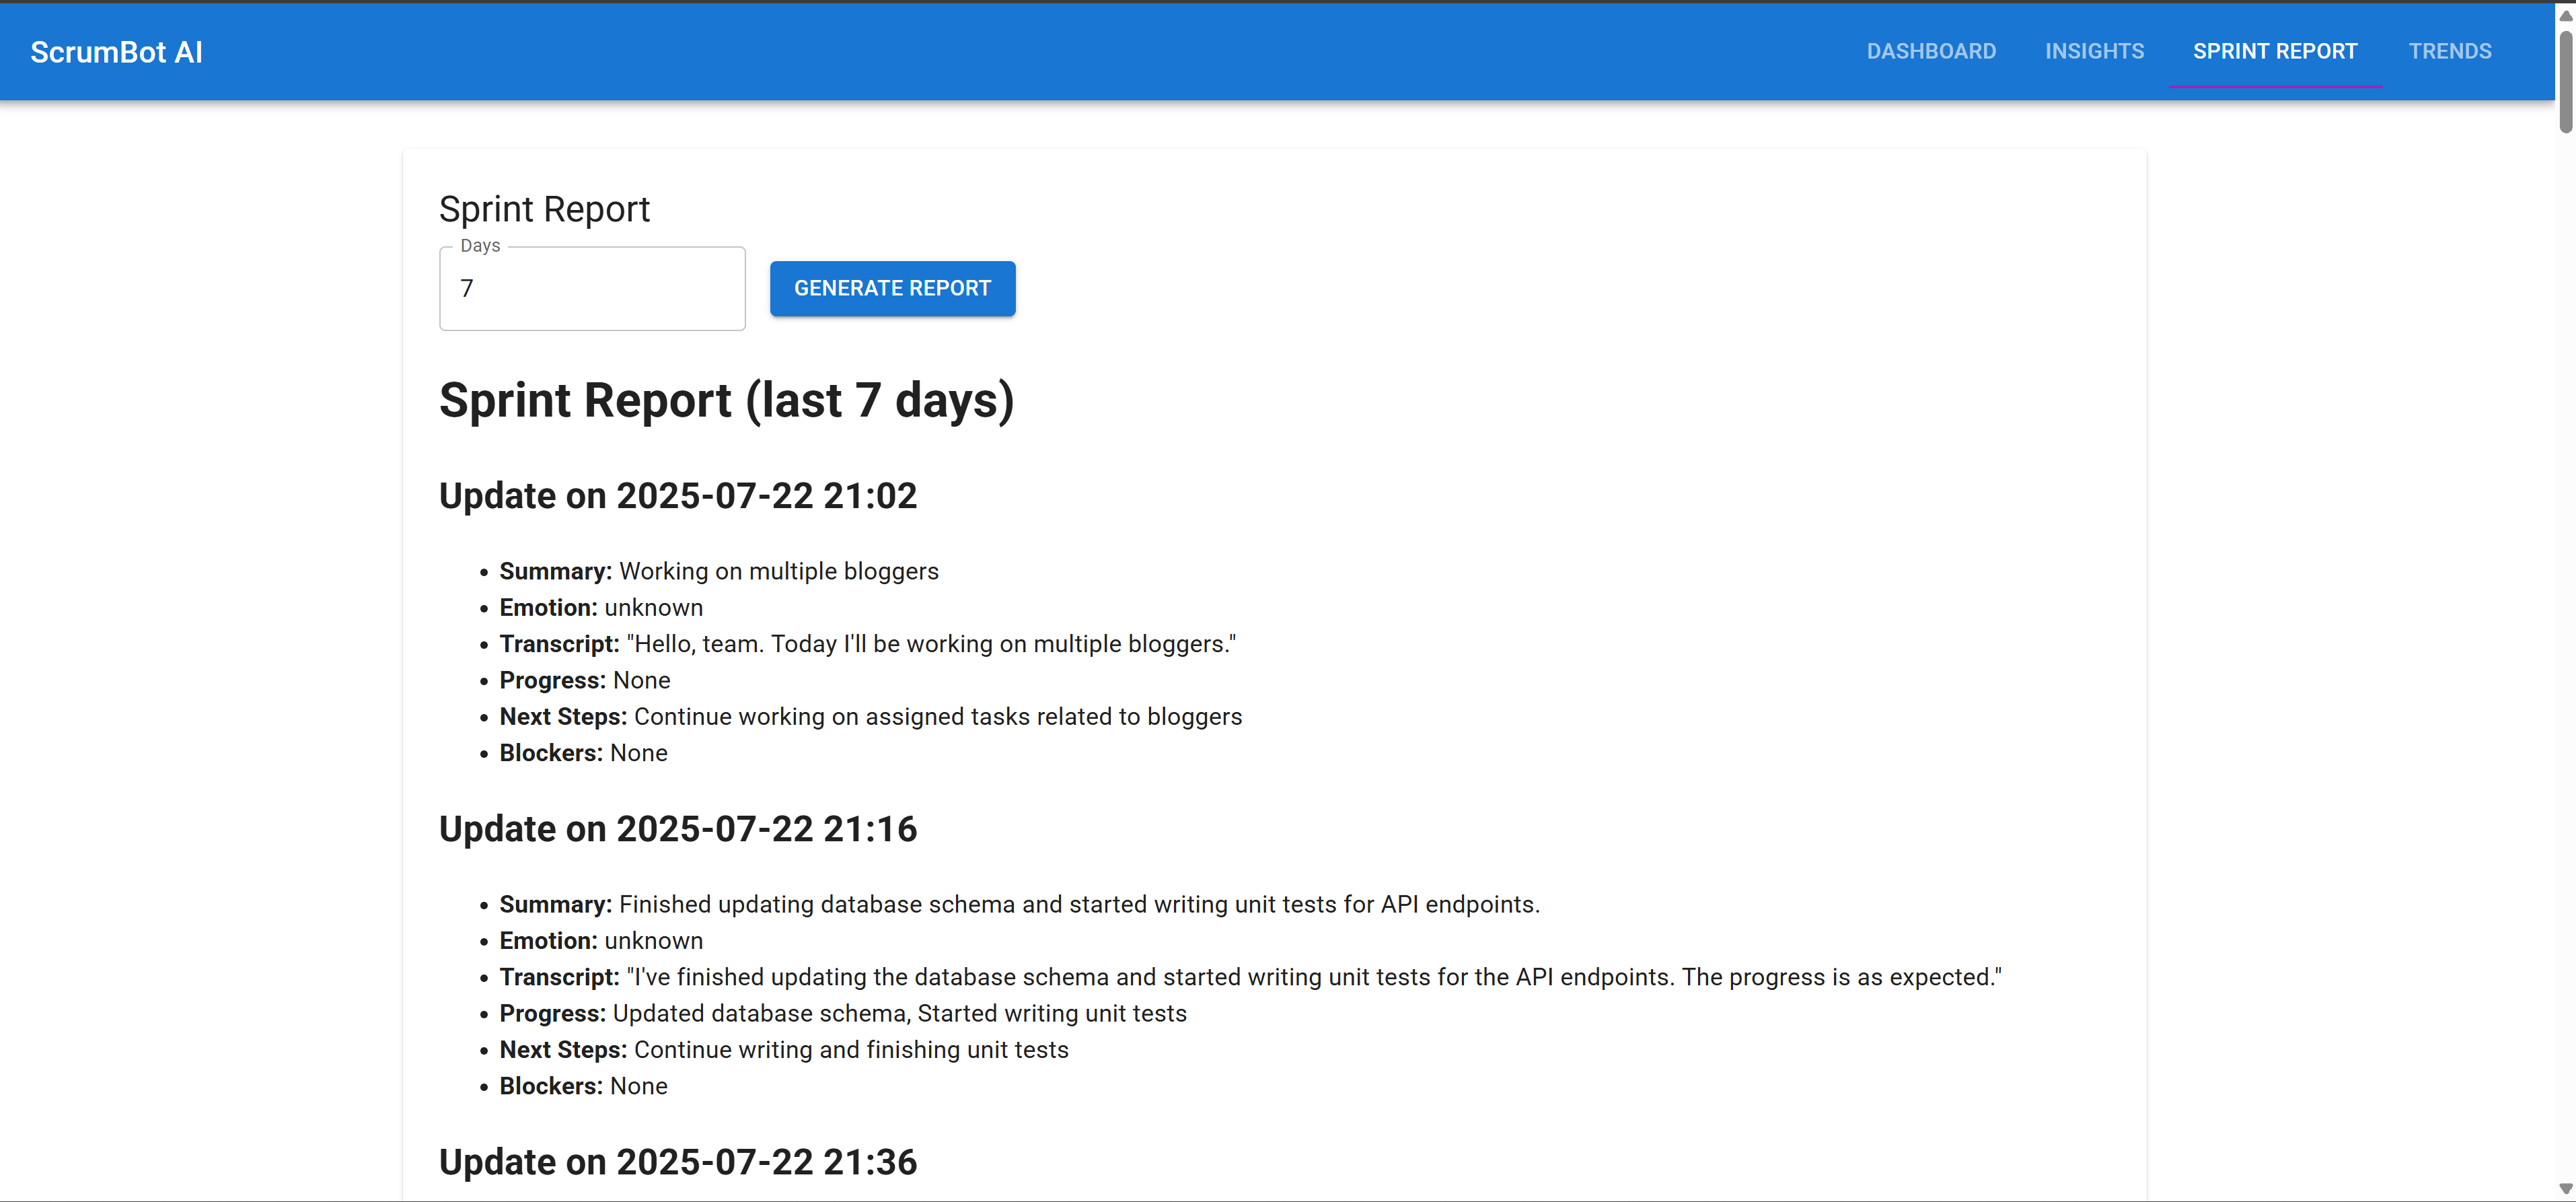 ScrumBot AI
DASHBOARD INSIGHTS SPRINT REPORT TRENDS
Sprint Report
Days
7
GENERATE REPORT
Sprint Report (last 7 days)
Update on 2025-07-22 21:02
• Summary: Working on multiple bloggers
• Emotion: unknown
• Transcript: "Hello, team. Today I'll be working on multiple bloggers."
• Progress: None
• Next Steps: Continue working on assigned tasks related to bloggers
• Blockers: None
Update on 2025-07-22 21:16
• Summary: Finished updating database schema and started writing unit tests for API endpoints.
• Emotion: unknown
• Transcript: "I've finished updating the database schema and started writing unit tests for the API endpoints. The progress is as expected."
• Progress: Updated database schema, Started writing unit tests
• Next Steps: Continue writing and finishing unit tests
• Blockers: None
Update on 2025-07-22 21:36